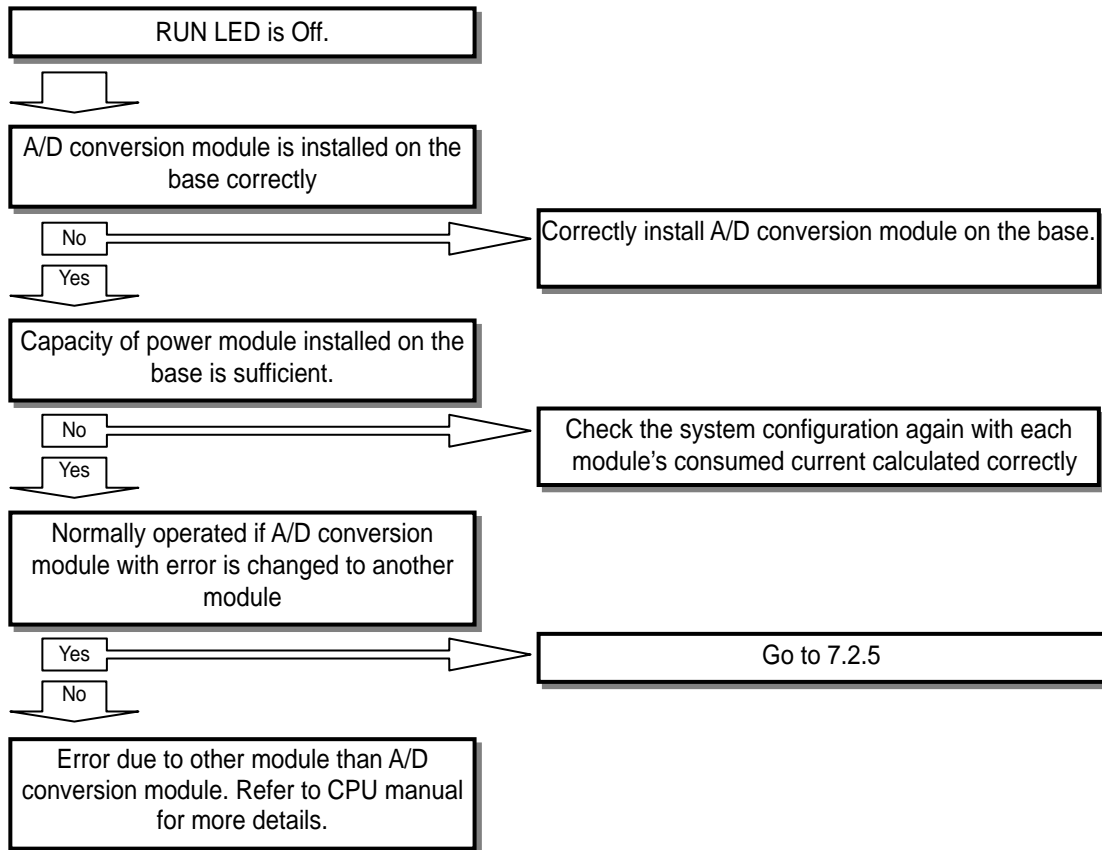 RUN LED is Off.
A/D conversion module is installed on the
base correctly
No
Correctly install A/D conversion module on the base.
Yes
Capacity of power module installed on the
base is sufficient.
No
Check the system configuration again with each
module's consumed current calculated correctly
Yes
Normally operated if A/D conversion
module with error is changed to another
module
Yes
Go to 7.2.5
No
Error due to other module than A/D
conversion module. Refer to CPU manual
for more details.